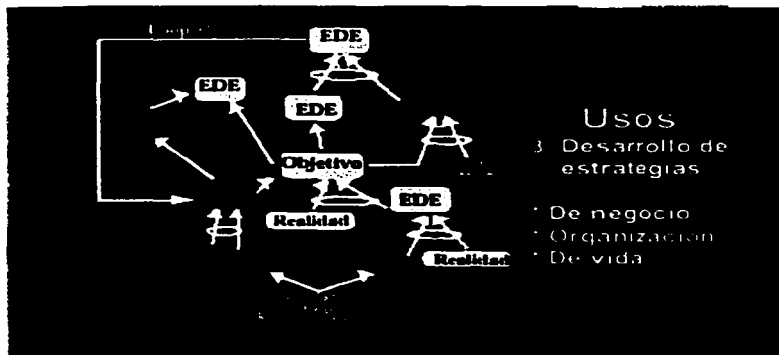 EDE
EDE
EDE
Objetivo
EDE
Realidad
Realidad
Usos
3 Desarrollo de
estrategias
* De negocio
* Organización
* De vida